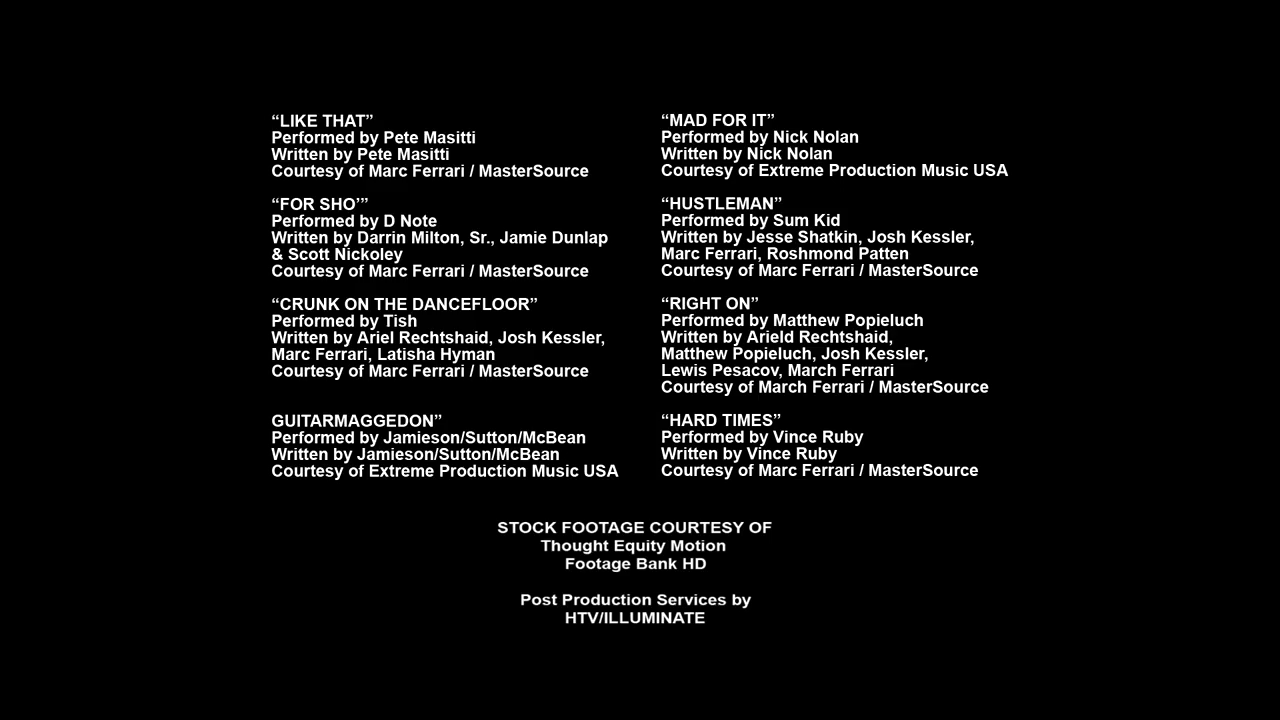 “LIKE THAT”
Performed by Pete Masitti
Written by Pete Masitti
Courtesy of Marc Ferrari / MasterSource
“FOR SHO’”
Performed by D Note
Written by Darrin Milton, Sr., Jamie Dunlap
& Scott Nickoley
Courtesy of Marc Ferrari / MasterSource
“CRUNK ON THE DANCEFLOOR”
Performed by Tish
Written by Ariel Rechtshaid, Josh Kessler,
Marc Ferrari, Latisha Hyman
Courtesy of Marc Ferrari / MasterSource
GUITARMAGGEDON”
Performed by Jamieson/Sutton/McBean
Written by Jamieson/Sutton/McBean
Courtesy of Extreme Production Music USA
“MAD FOR IT”
Performed by Nick Nolan
Written by Nick Nolan
Courtesy of Extreme Production Music USA
“HUSTLEMAN”
Performed by Sum Kid
Written by Jesse Shatkin, Josh Kessler,
Marc Ferrari, Roshmond Patten
Courtesy of Marc Ferrari / MasterSource
“RIGHT ON”
Performed by Matthew Popieluch
Written by Arield Rechtshaid,
Matthew Popieluch, Josh Kessler,
Lewis Pesacov, March Ferrari
Courtesy of March Ferrari / MasterSource
“HARD TIMES”
Performed by Vince Ruby
Written by Vince Ruby
Courtesy of Marc Ferrari / MasterSource
STOCK FOOTAGE COURTESY OF
Thought Equity Motion
Footage Bank HD
Post Production Services by
HTV/ILLUMINATE